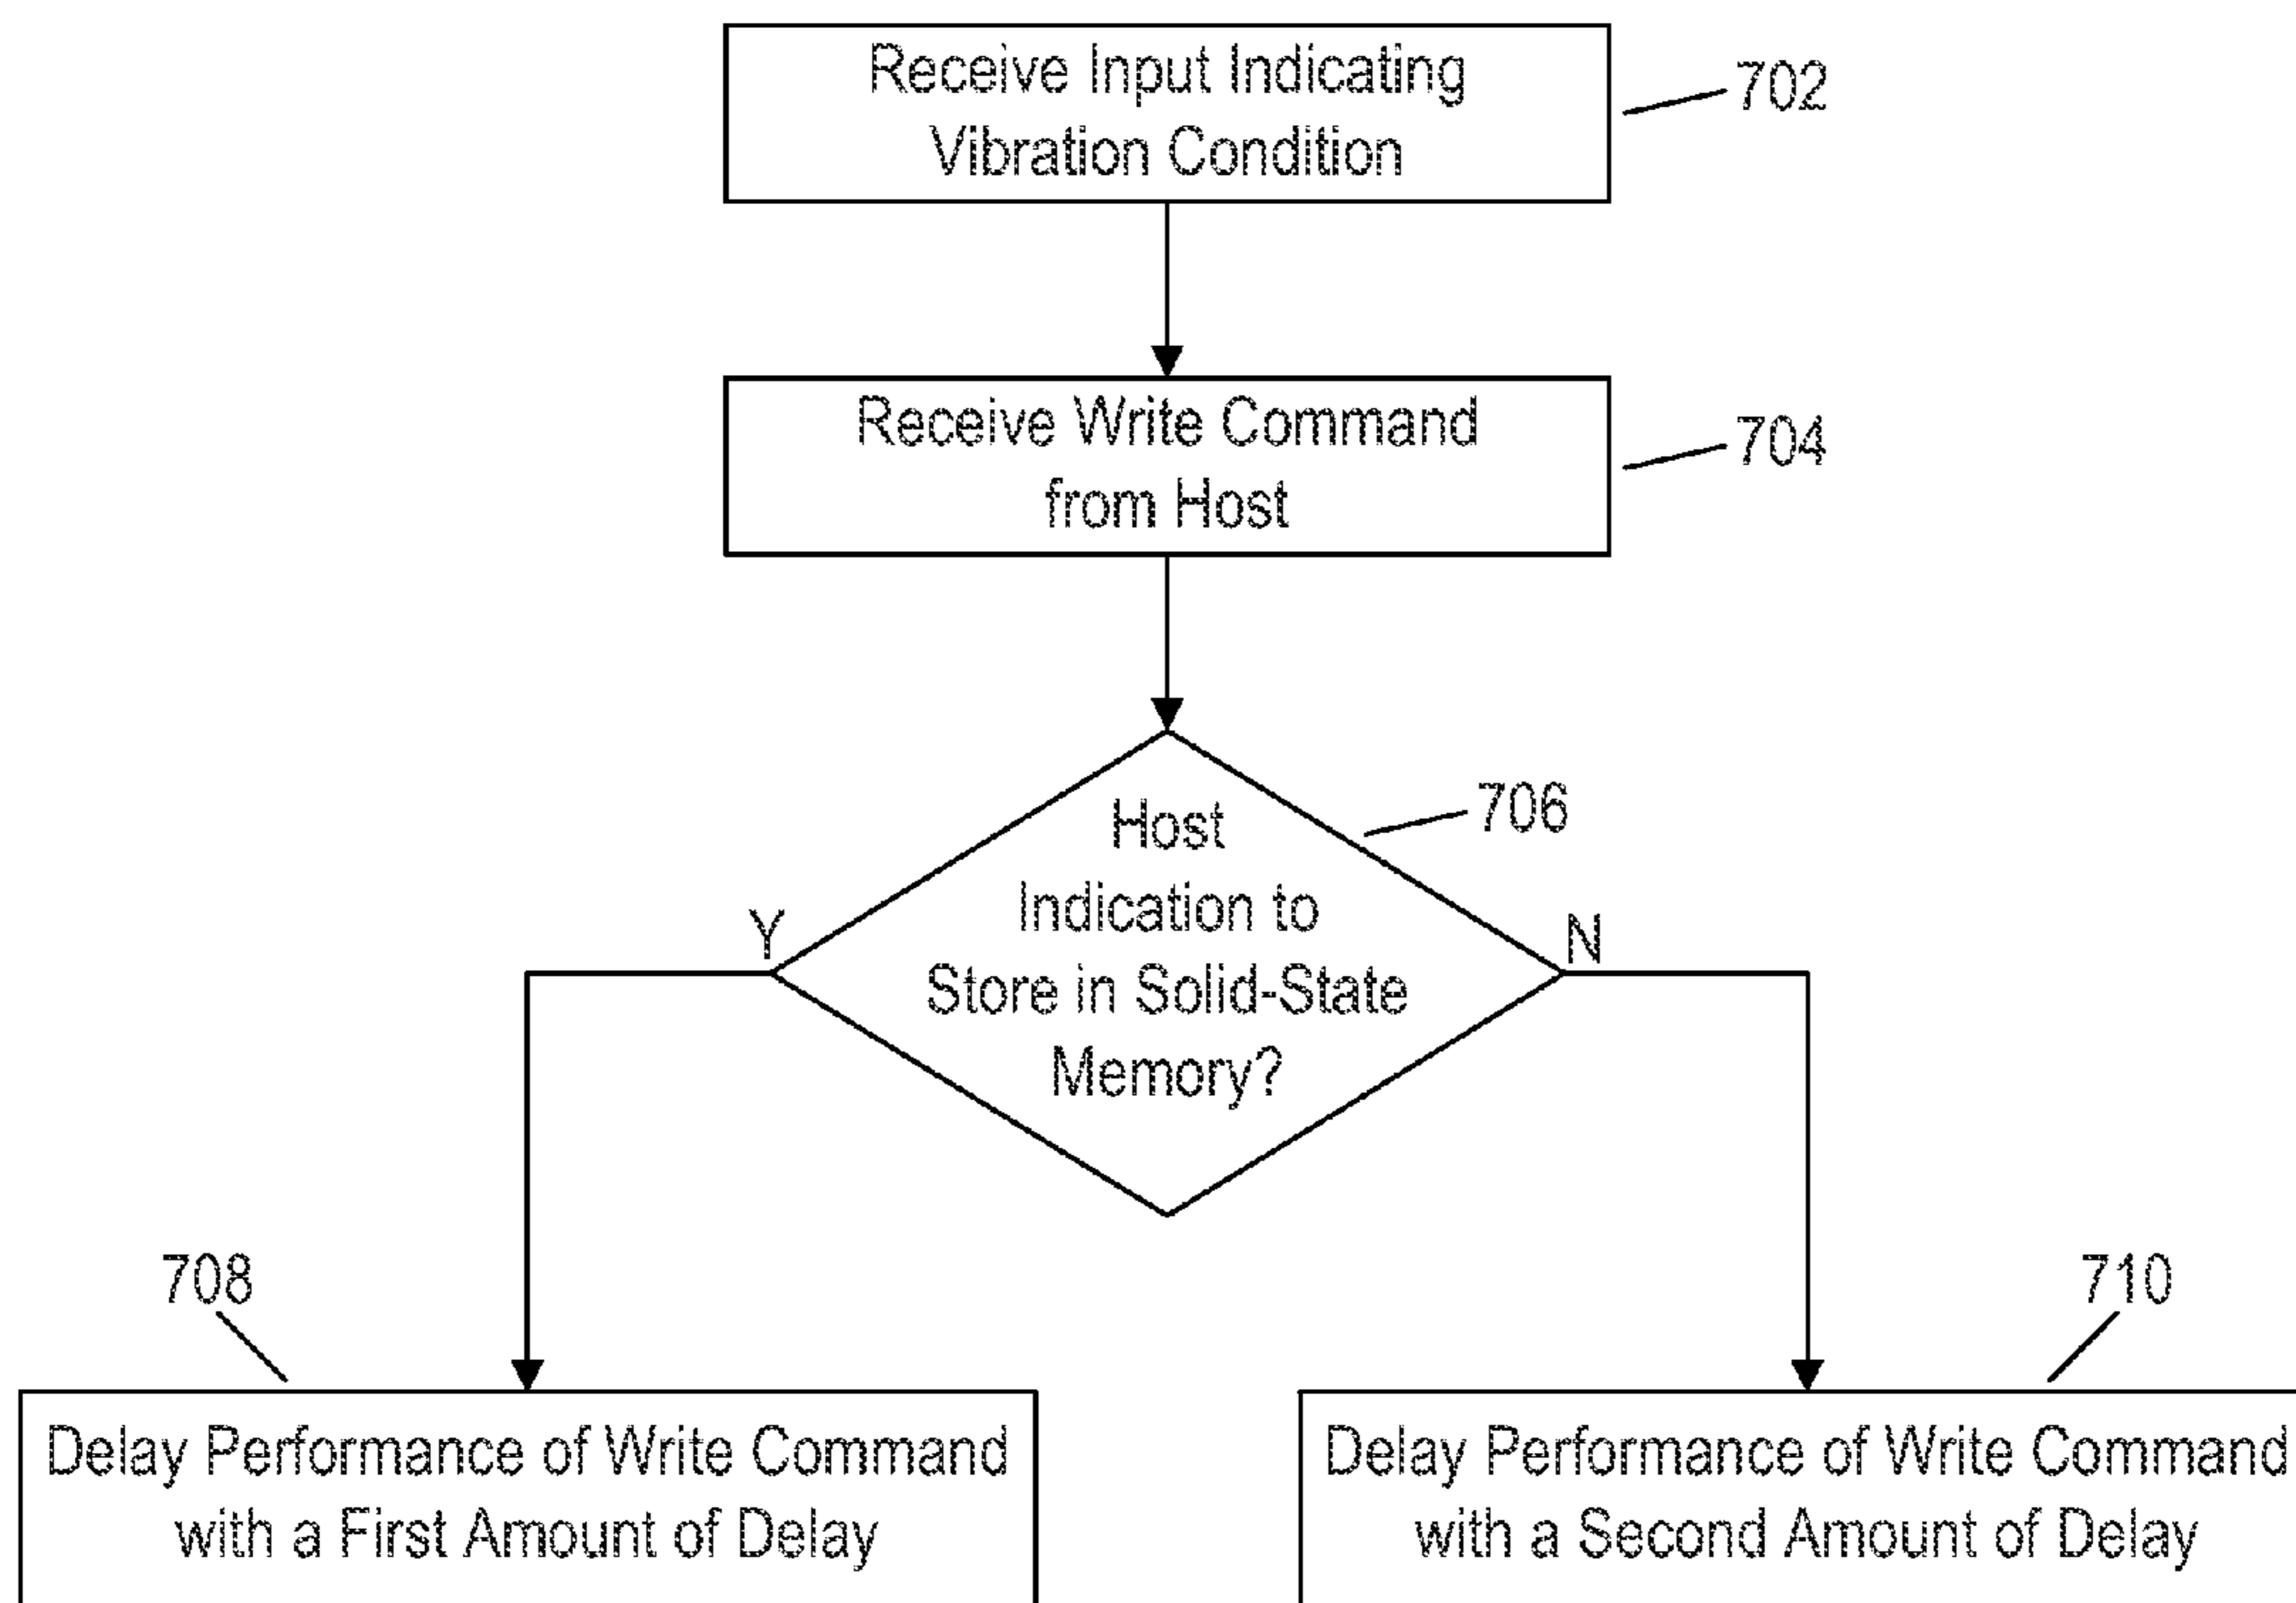 Receive Input Indicating
Vibration Condition
702
Receive Write Command
from Host
704
Host
Indication to
Store in Solid-State
Memory?
706
Y
N
708
710
Delay Performance of Write Command
with a First Amount of Delay
Delay Performance of Write Command
with a Second Amount of Delay